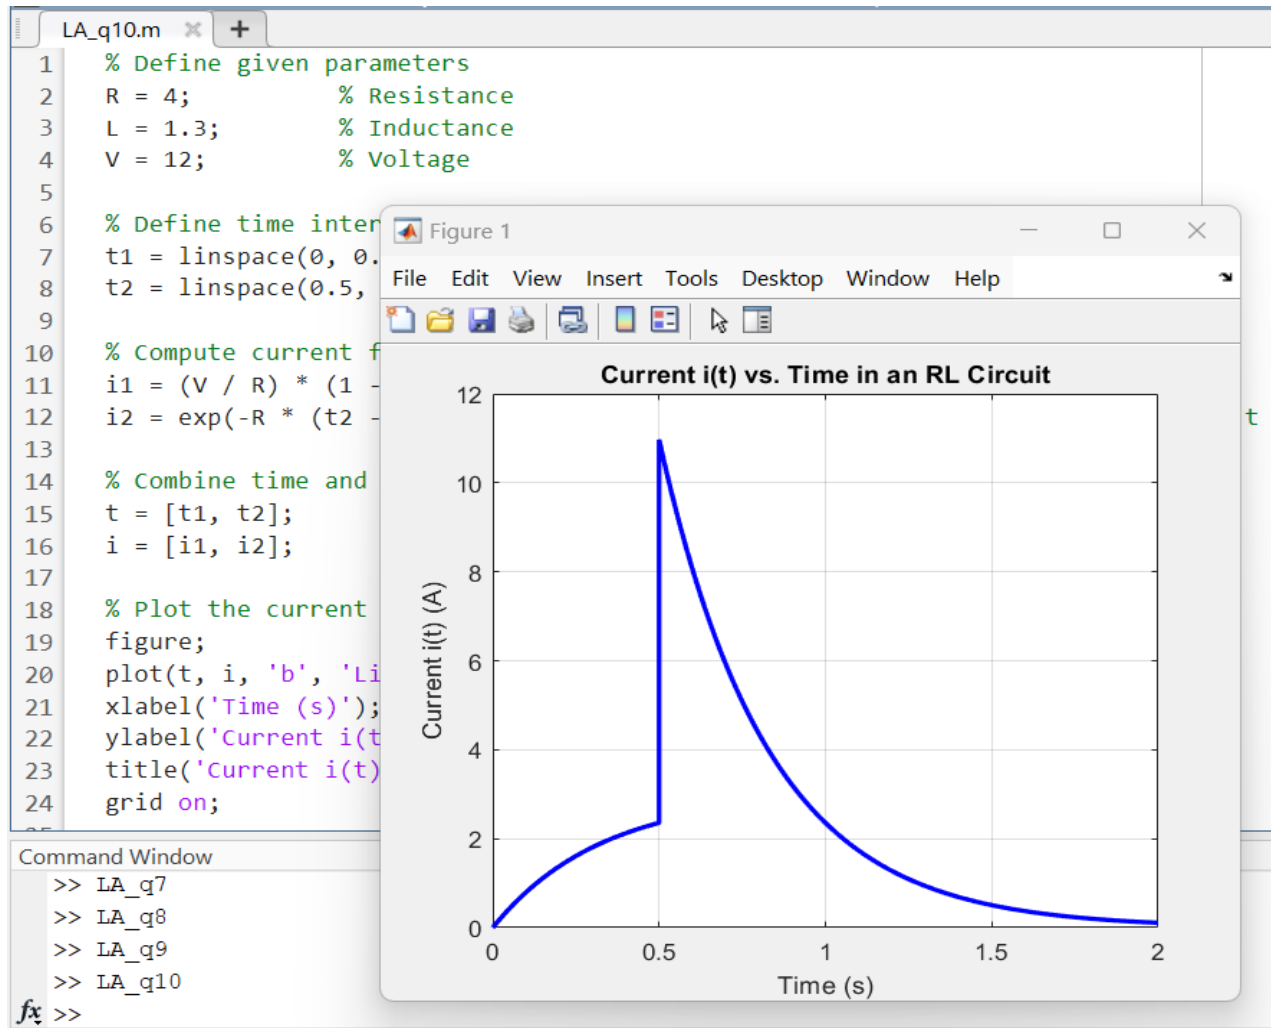 LA_q10.m
1 % Define given parameters
2 R = 4; % Resistance
3 L = 1.3; % Inductance
4 V = 12; % Voltage
5
6 % Define time inter
7 t1 = linspace(0, 0.
8 t2 = linspace(0.5,
9
10 % Compute current f
11 i1 = (V / R) * (1 -
12 i2 = exp(-R * (t2 - t
13
14 % Combine time and
15 t = [t1, t2];
16 i = [i1, i2];
17
18 % Plot the current
19 figure;
20 plot(t, i, 'b', 'Li
21 xlabel('Time (s)');
22 ylabel('Current i(t
23 title('Current i(t)
24 grid on;
Figure 1
File Edit View Insert Tools Desktop Window Help
Current i(t) vs. Time in an RL Circuit
Current i(t) (A)
12
10
8
6
4
2
0
0 0.5 1 1.5 2
Time (s)
Command Window
>> LA_q7
>> LA_q8
>> LA_q9
>> LA_q10
fx >>